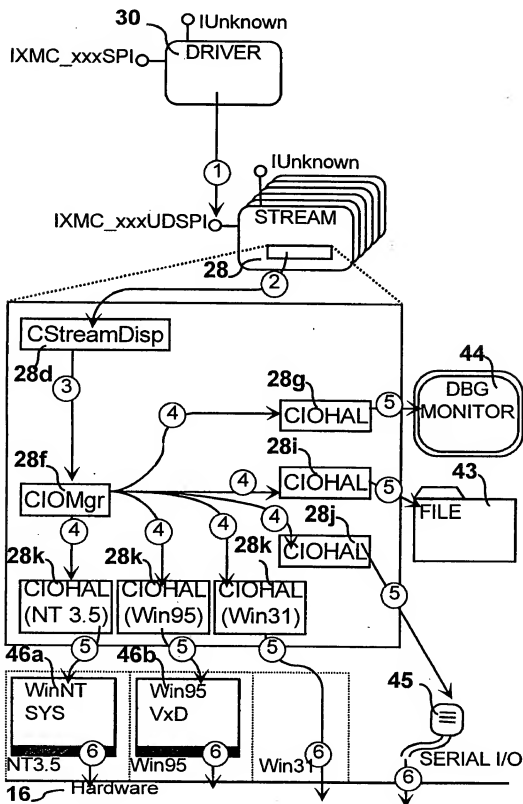 30
IUnknown
IXMC_xxxSPI
DRIVER
1
IUnknown
IXMC_xxxUDSPI
STREAM
28
2
CStreamDisp
28d
3
28g
44
DBG
MONITOR
4
CIOHAL
5
28f
28i
43
CIOMgr
4
CIOHAL
5
FILE
4
28j
4
4
4
CIOHAL
28k
28k
28k
CIOHAL
(NT 3.5)
CIOHAL
(Win95)
CIOHAL
(Win31)
5
46a
5
46b
5
5
45
WinNT
SYS
Win95
VxD
6
6
6
6
SERIAL I/O
NT3.5
Win95
Win31
16
Hardware